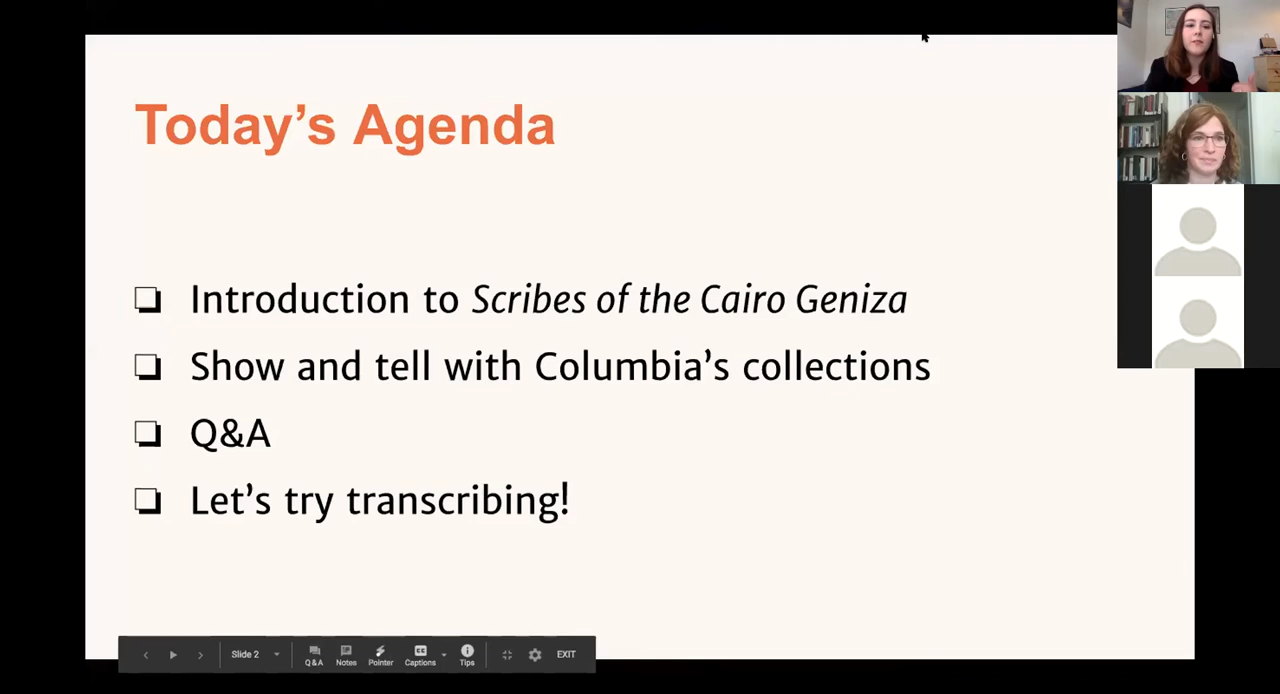 Today's Agenda
❏ Introduction to Scribes of the Cairo Geniza
❏ Show and tell with Columbia's collections
❏ Q&A
❏ Let's try transcribing!
Slide 2
Q&A Notes Pointer Captions Tips EXIT